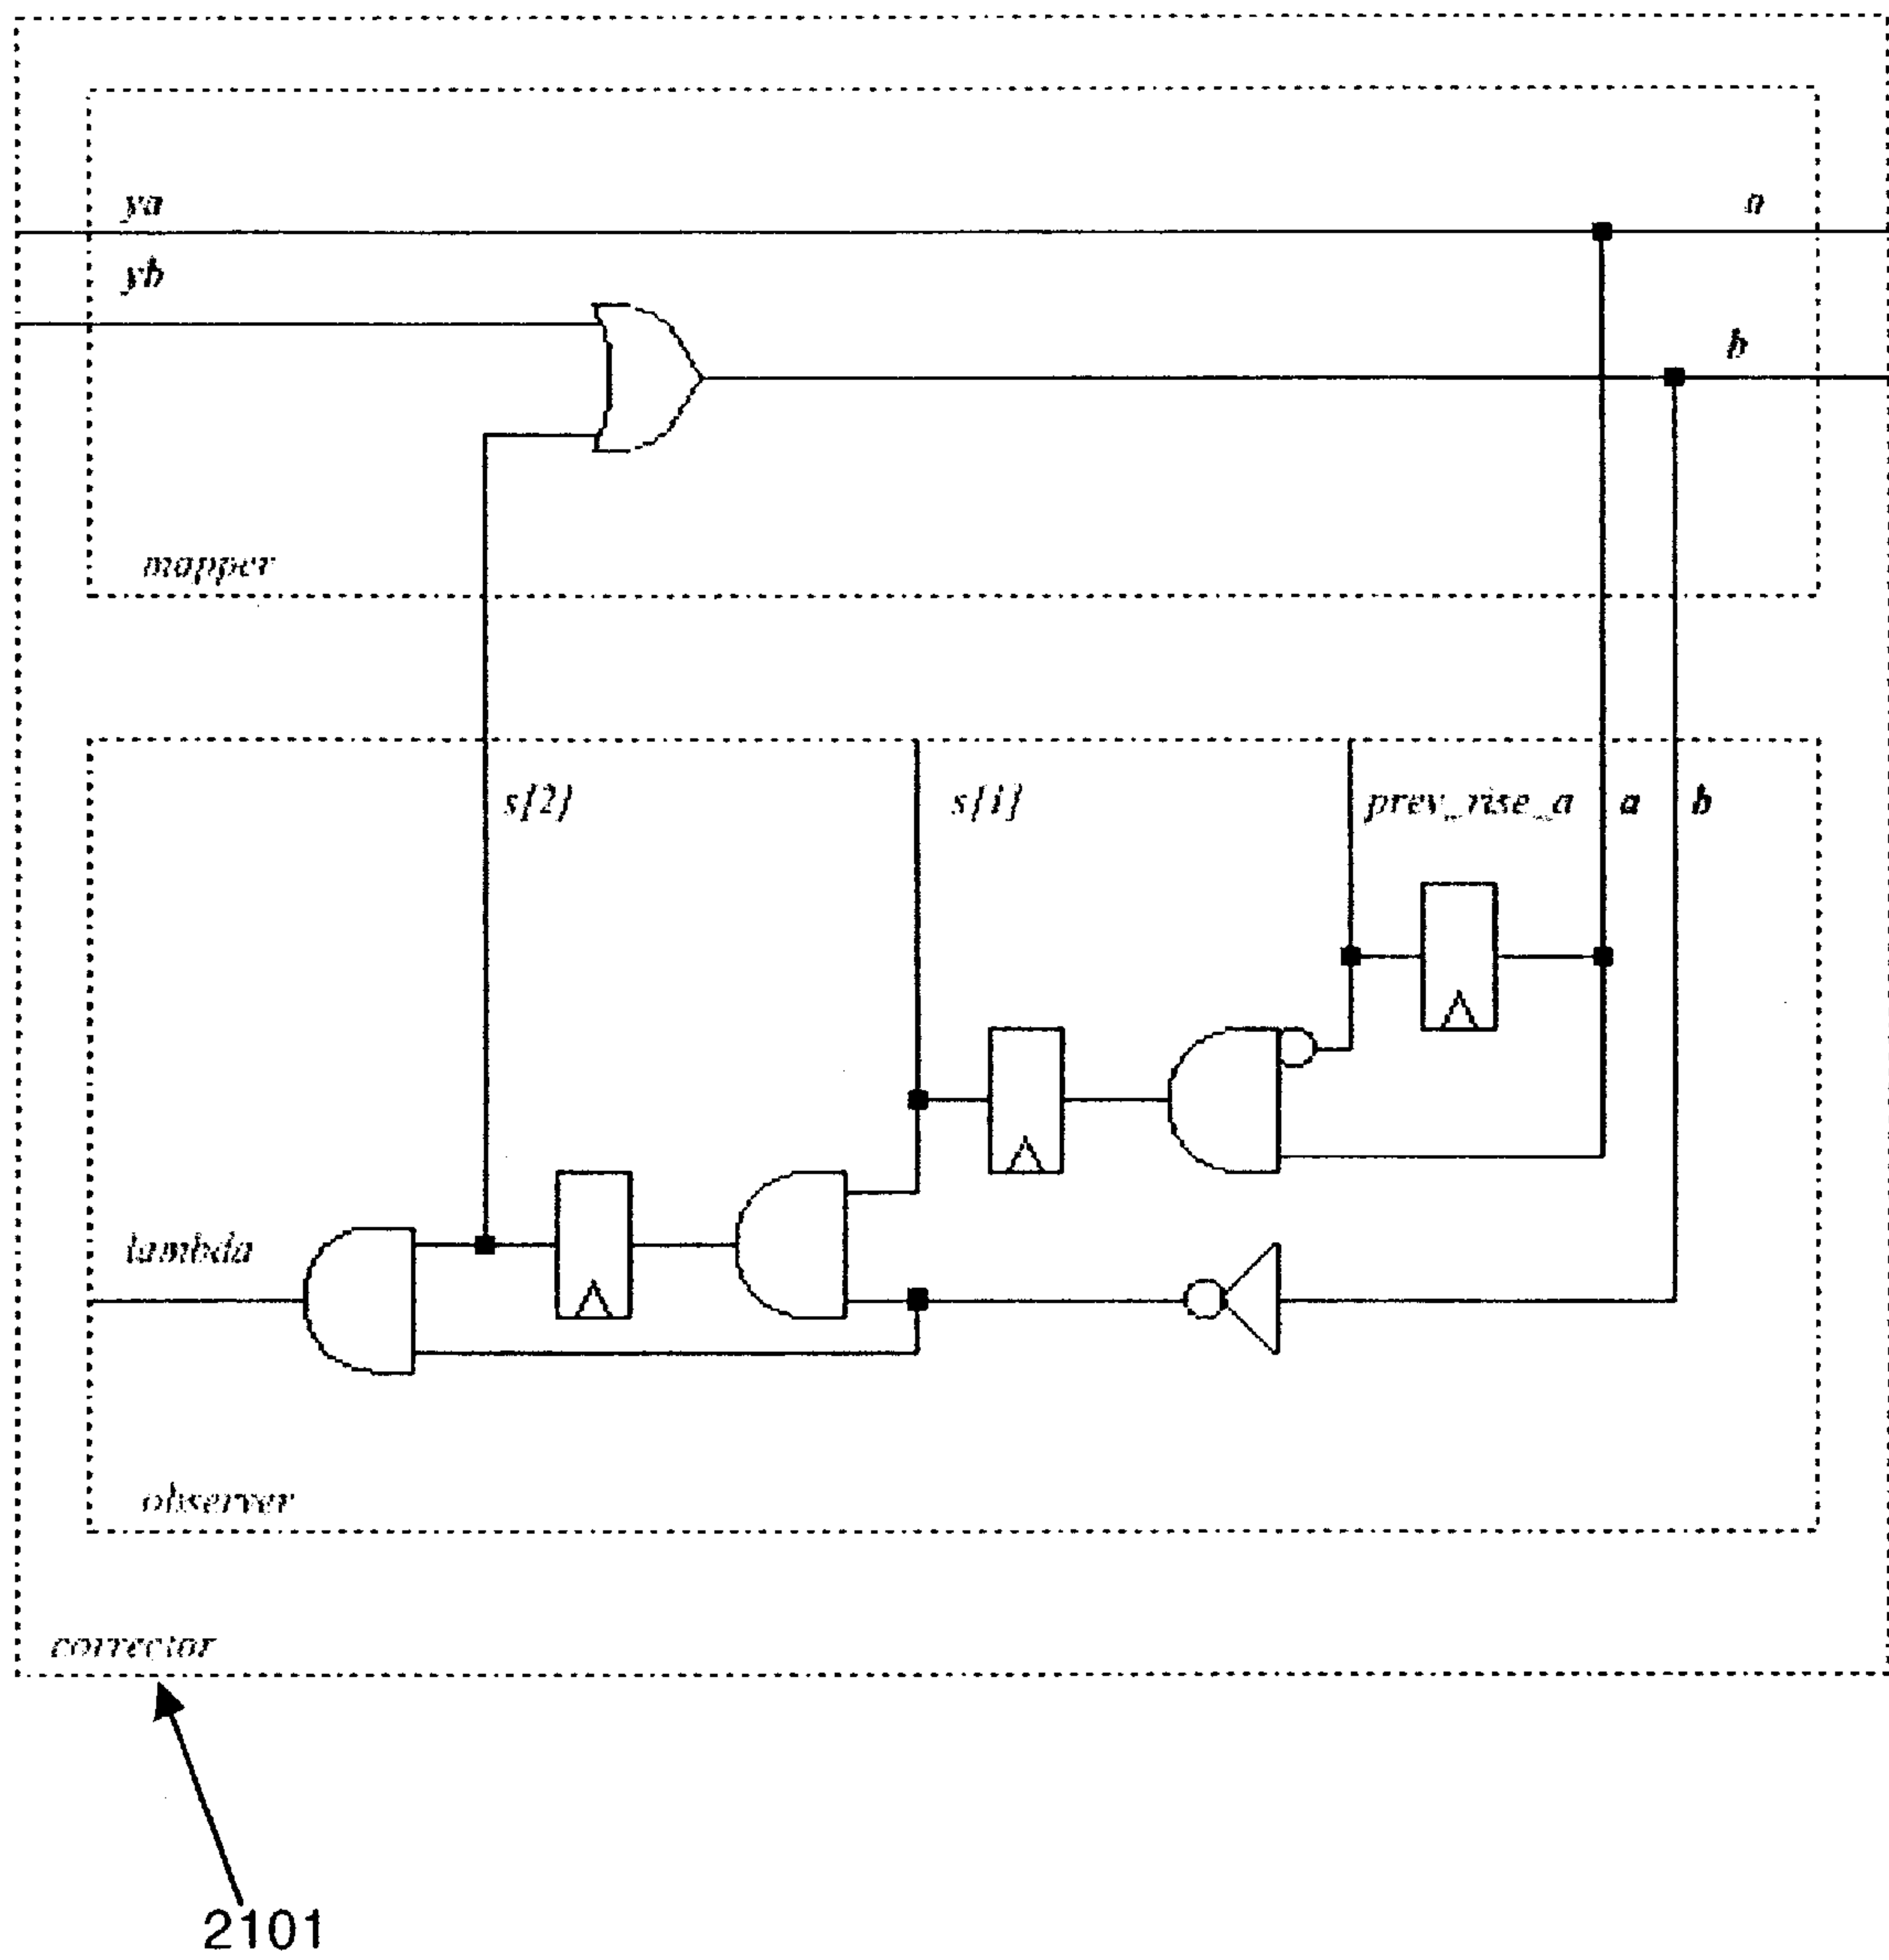 ya
a
yb
b
mapper
s[2]
s[1]
prev_rise_a
a
b
lambda
observer
corrector
2101